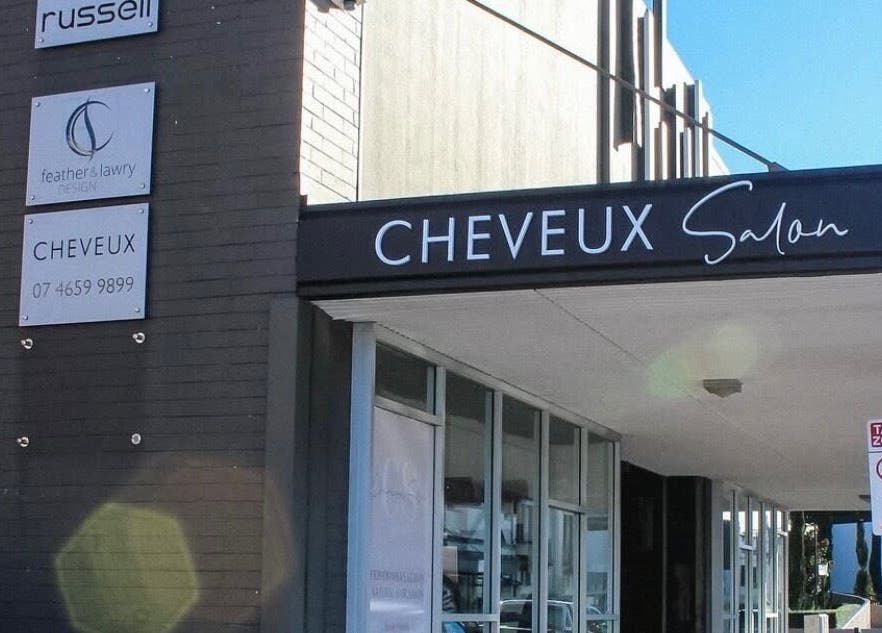 russell
feather & lawry
DESIGN
CHEVEUX
07 4659 9899
CHEVEUX Salon